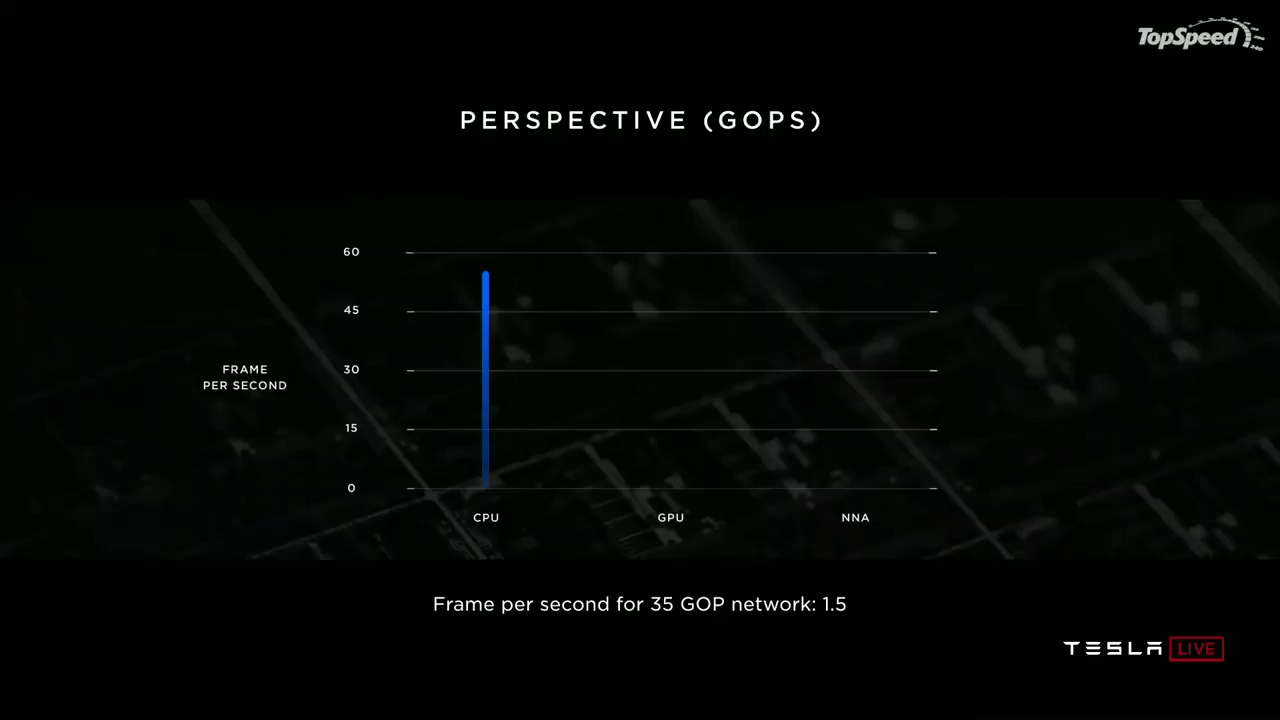 TopSpeed
PERSPECTIVE (GOPS)
60
45
FRAME
PER SECOND
30
15
0
CPU
GPU
NNA
Frame per second for 35 GOP network: 1.5
TESLA LIVE